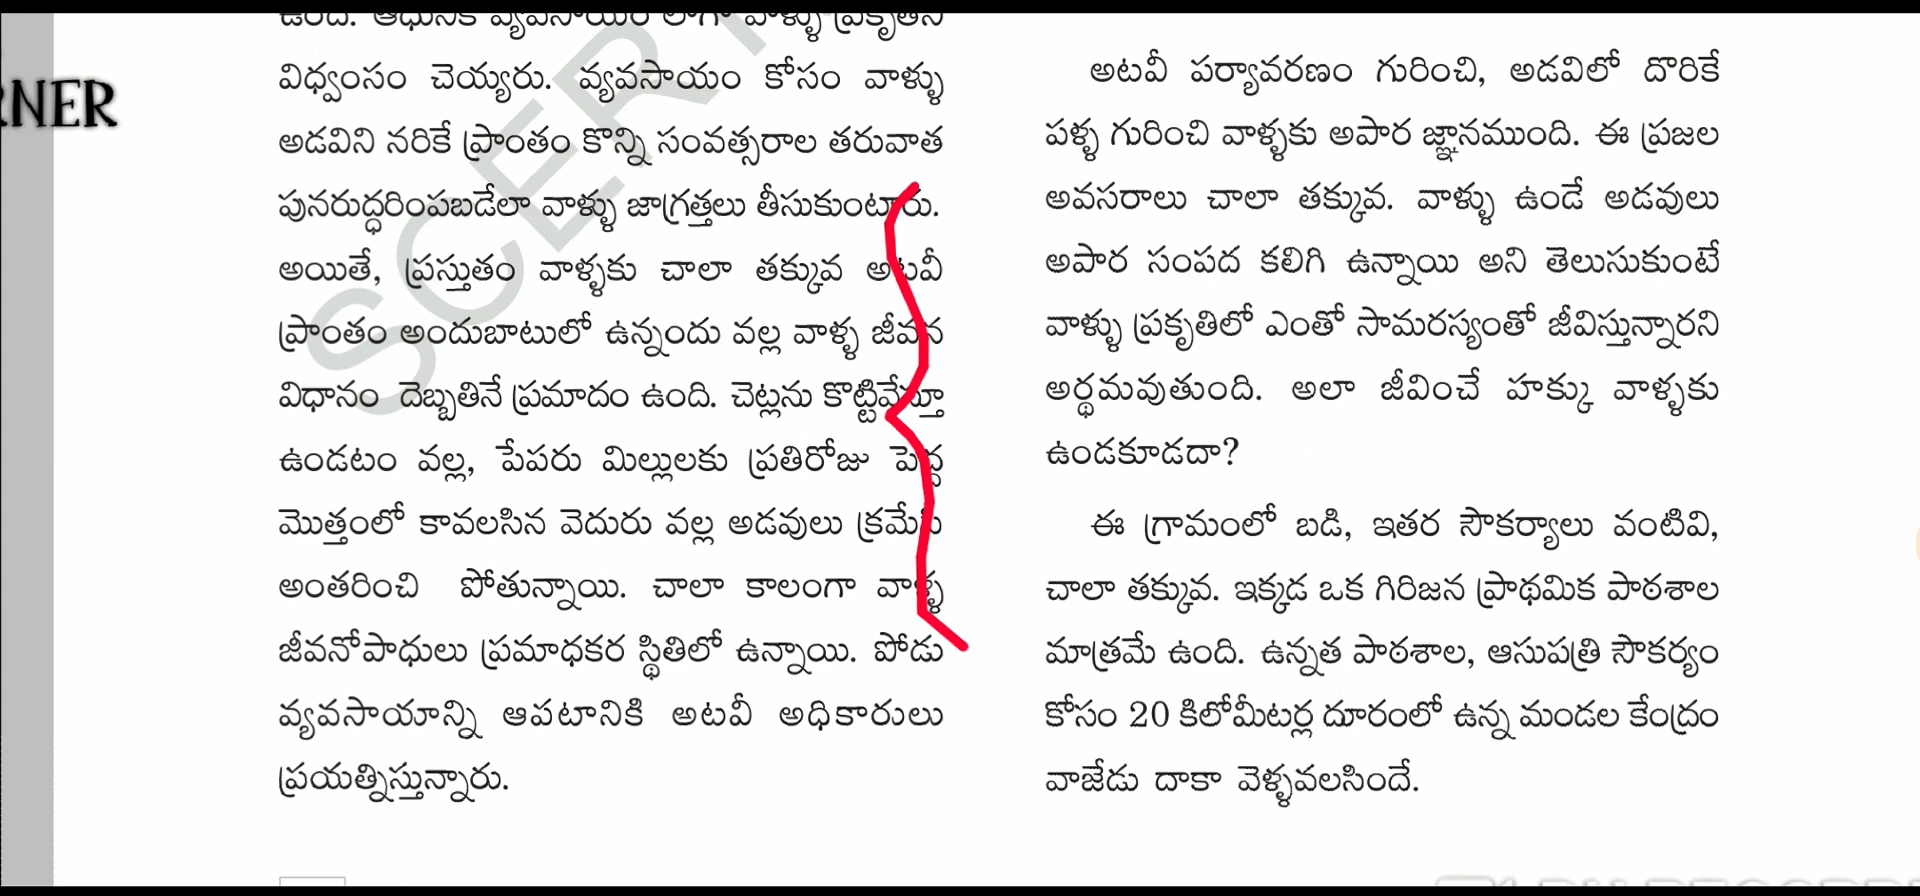 RNER
SCERT
ఉంది. ఆధునిక వ్యవసాయం లాగా వాళ్ళు ప్రకృతిని
విధ్వంసం చెయ్యరు. వ్యవసాయం కోసం వాళ్ళు
అడవిని నరికే ప్రాంతం కొన్ని సంవత్సరాల తరువాత
పునరుద్ధరింపబడేలా వాళ్ళు జాగ్రత్తలు తీసుకుంటారు.
అయితే, ప్రస్తుతం వాళ్ళకు చాలా తక్కువ అటవీ
ప్రాంతం అందుబాటులో ఉన్నందు వల్ల వాళ్ళ జీవన
విధానం దెబ్బతినే ప్రమాదం ఉంది. చెట్లను కొట్టివేస్తూ
ఉండటం వల్ల, పేపరు మిల్లులకు ప్రతిరోజు పెద్ద
మొత్తంలో కావలసిన వెదురు వల్ల అడవులు క్రమేపి
అంతరించి పోతున్నాయి. చాలా కాలంగా వాళ్ళ
జీవనోపాధులు ప్రమాధకర స్థితిలో ఉన్నాయి. పోడు
వ్యవసాయాన్ని ఆపటానికి అటవీ అధికారులు
ప్రయత్నిస్తున్నారు.
అటవీ పర్యావరణం గురించి, అడవిలో దొరికే
పళ్ళ గురించి వాళ్ళకు అపార జ్ఞానముంది. ఈ ప్రజల
అవసరాలు చాలా తక్కువ. వాళ్ళు ఉండే అడవులు
అపార సంపద కలిగి ఉన్నాయి అని తెలుసుకుంటే
వాళ్ళు ప్రకృతిలో ఎంతో సామరస్యంతో జీవిస్తున్నారని
అర్థమవుతుంది. అలా జీవించే హక్కు వాళ్ళకు
ఉండకూడదా?
ఈ గ్రామంలో బడి, ఇతర సౌకర్యాలు వంటివి,
చాలా తక్కువ. ఇక్కడ ఒక గిరిజన ప్రాథమిక పాఠశాల
మాత్రమే ఉంది. ఉన్నత పాఠశాల, ఆసుపత్రి సౌకర్యం
కోసం 20 కిలోమీటర్ల దూరంలో ఉన్న మండల కేంద్రం
వాజేడు దాకా వెళ్ళవలసిందే.